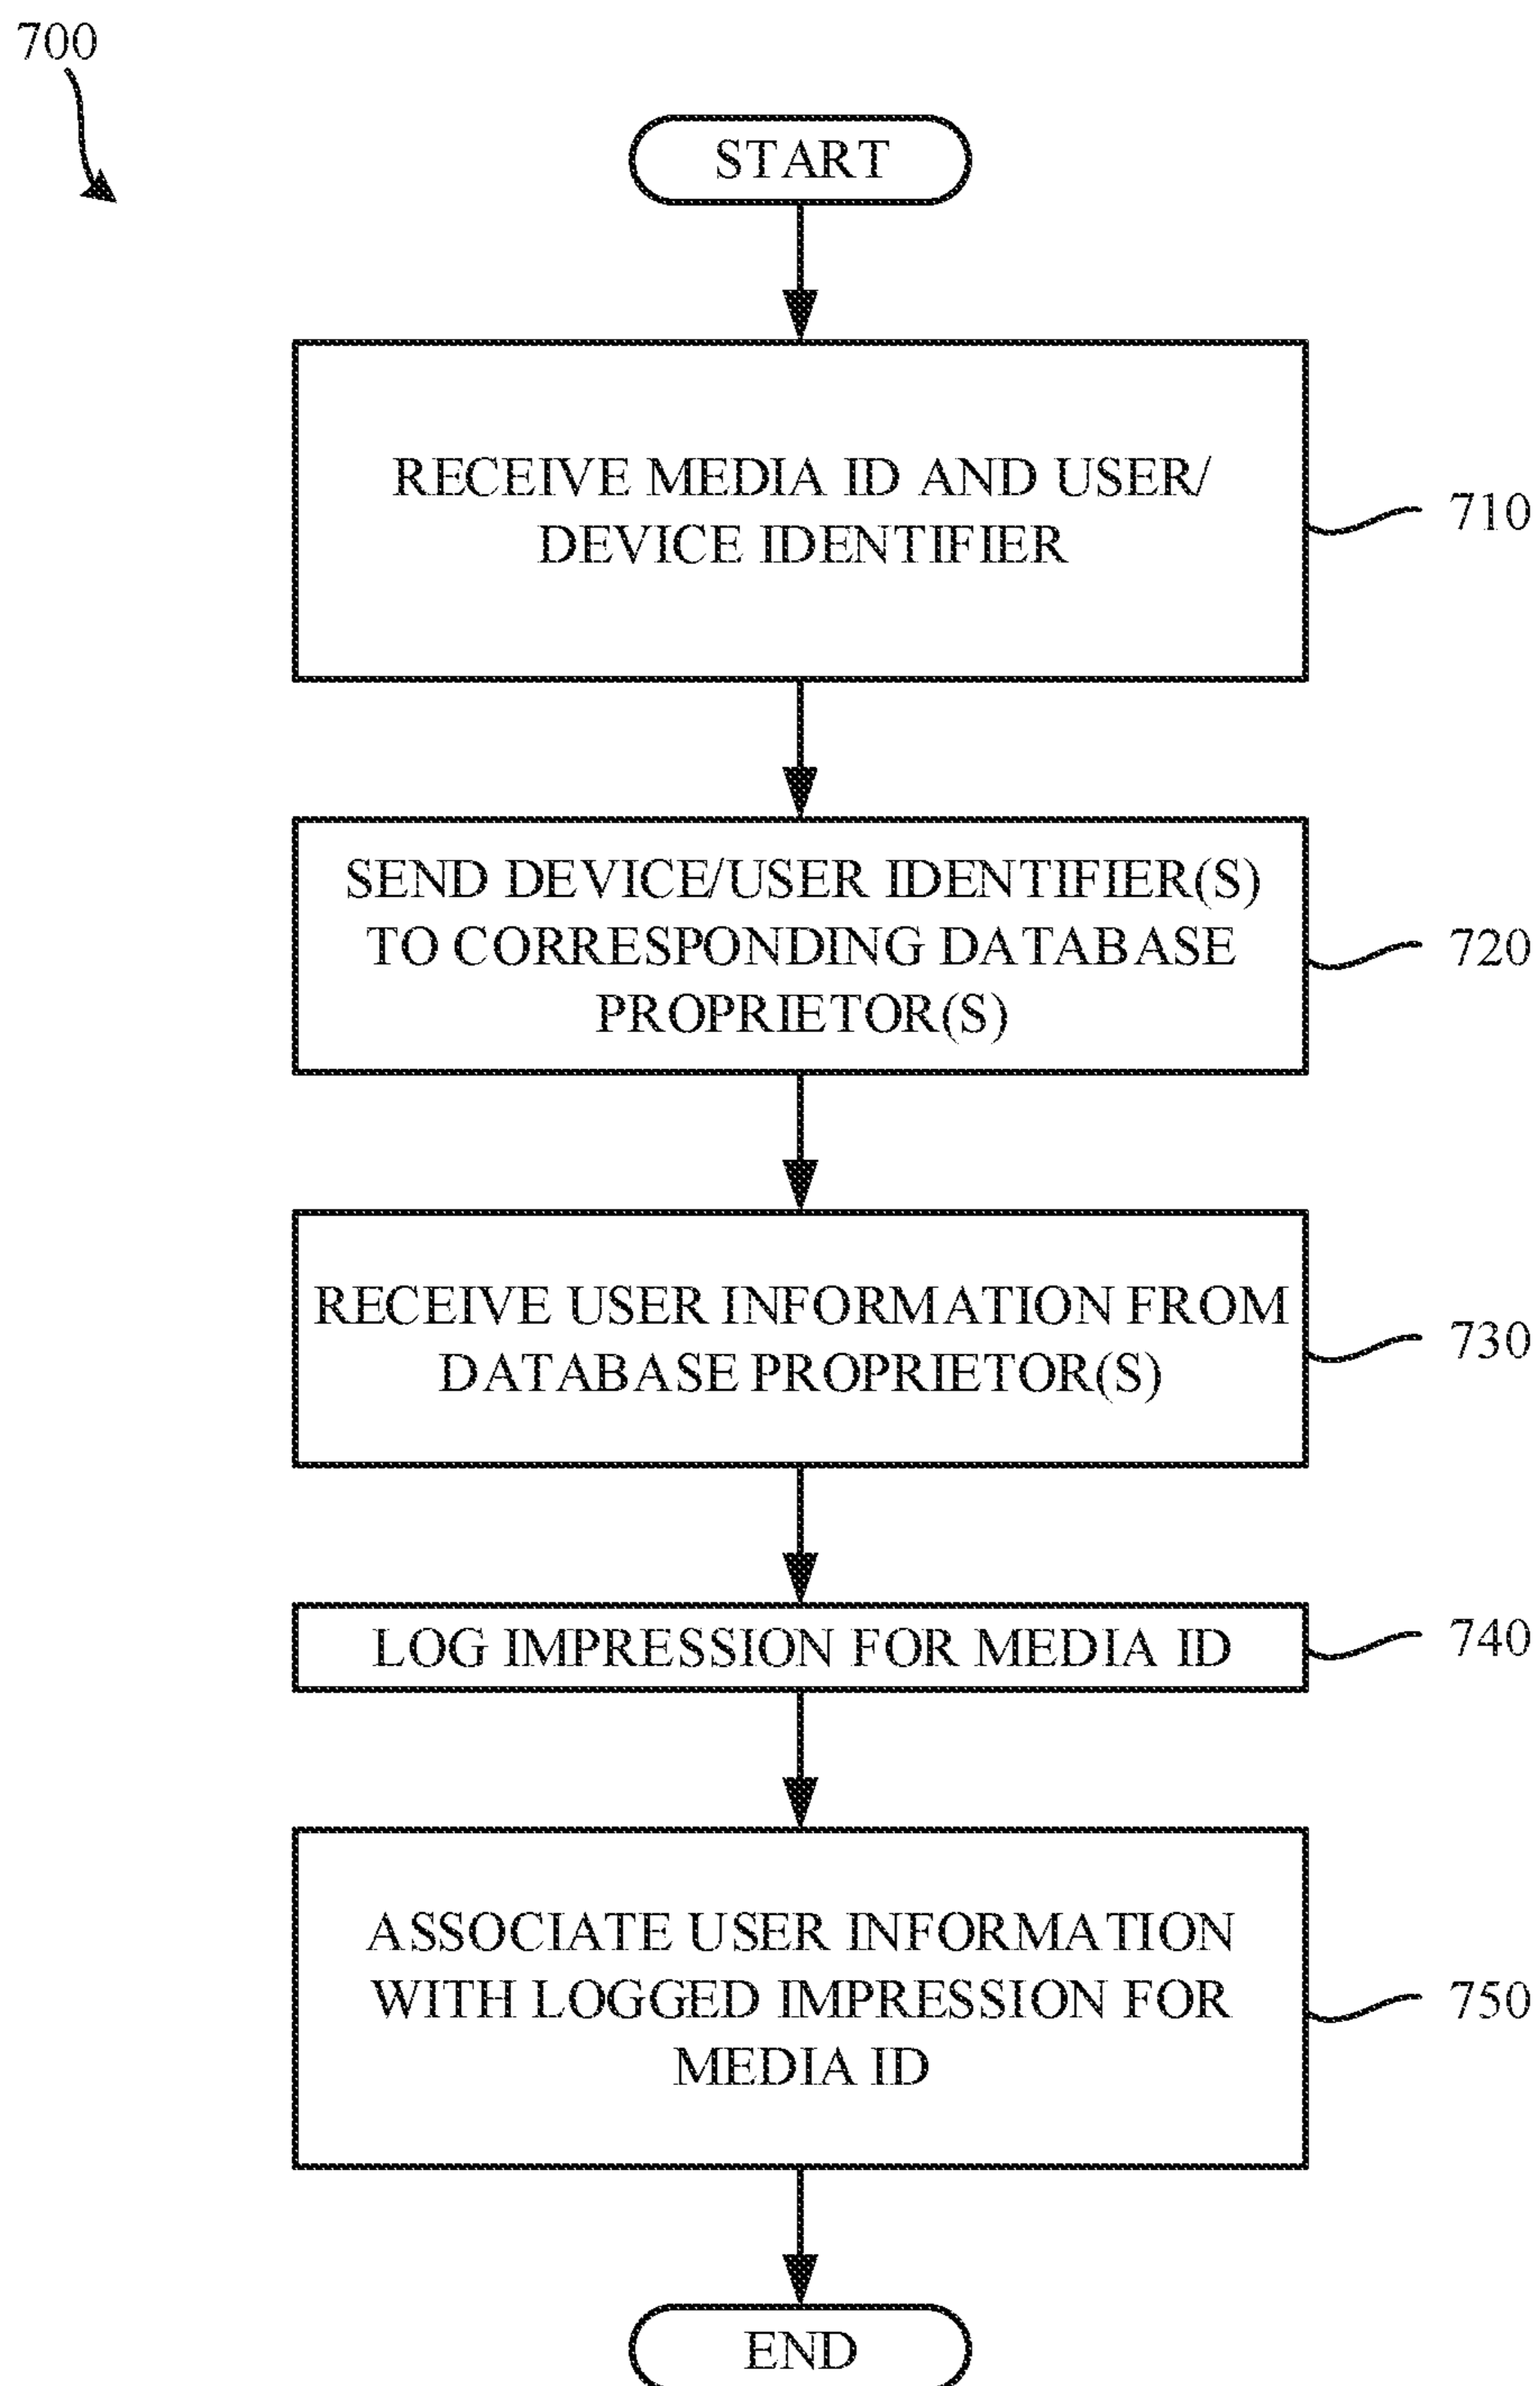 700
START
RECEIVE MEDIA ID AND USER/
DEVICE IDENTIFIER
710
SEND DEVICE/USER IDENTIFIER(S)
TO CORRESPONDING DATABASE
PROPRIETOR(S)
720
RECEIVE USER INFORMATION FROM
DATABASE PROPRIETOR(S)
730
LOG IMPRESSION FOR MEDIA ID
740
ASSOCIATE USER INFORMATION
WITH LOGGED IMPRESSION FOR
MEDIA ID
750
END